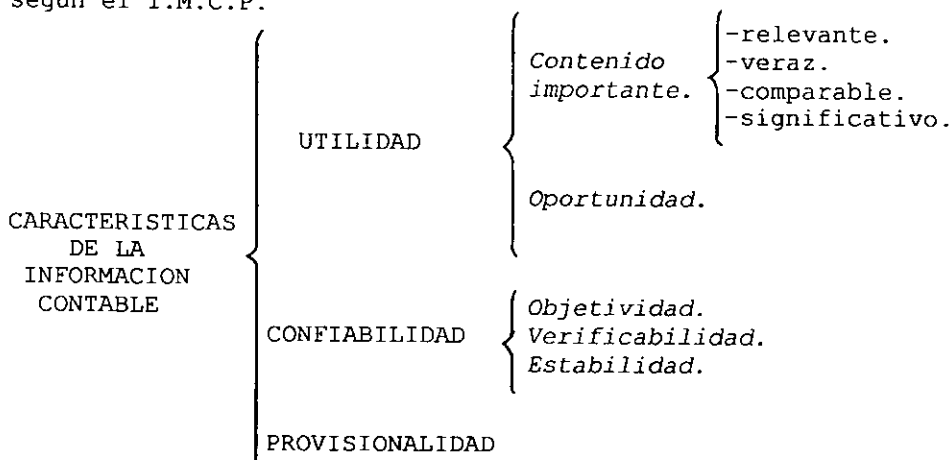 según el I.M.C.P.
Contenido
importante.
-relevante.
-veraz.
-comparable.
-significativo.
UTILIDAD
Oportunidad.
CARACTERISTICAS
DE LA
INFORMACION
CONTABLE
CONFIABILIDAD
Objetividad.
Verificabilidad.
Estabilidad.
PROVISIONALIDAD